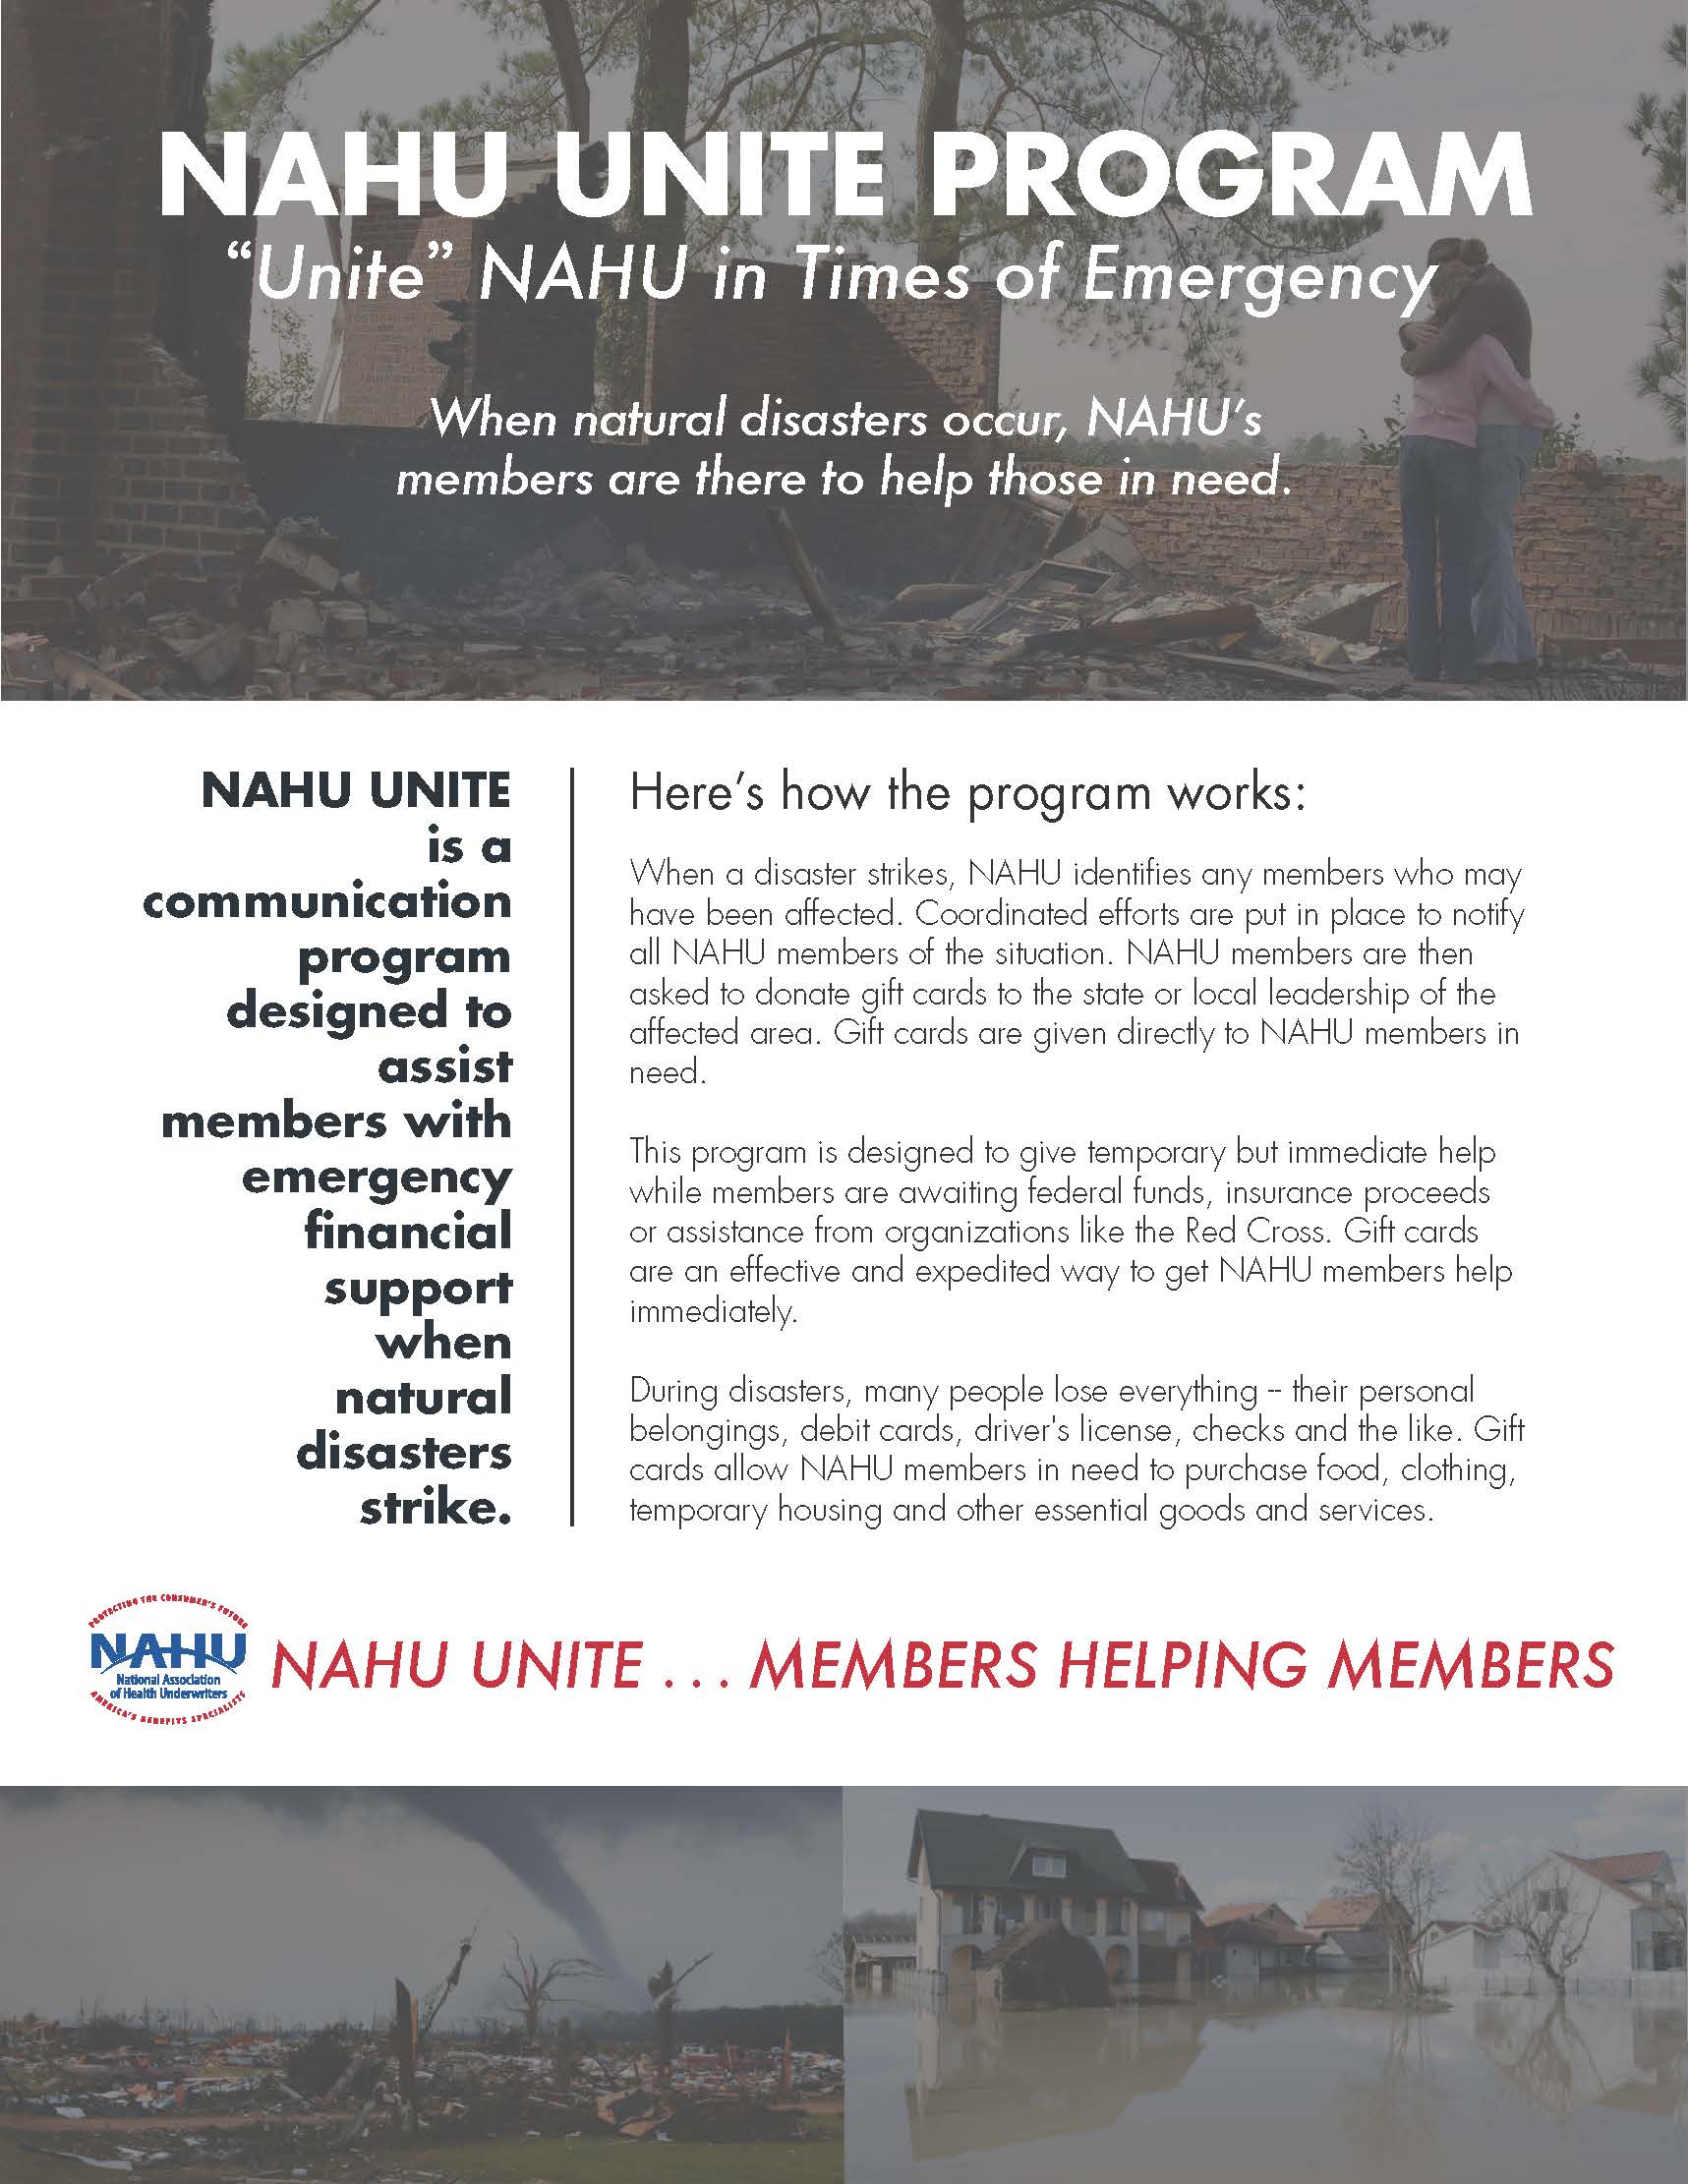 NAHU UNITE PROGRAM
“Unite” NAHU in Times of Emergency
When natural disasters occur, NAHU’s
members are there to help those in need.
NAHU UNITE
is a
communication
program
designed to
assist
members with
emergency
financial
support
when
natural
disasters
strike.
Here’s how the program works:
When a disaster strikes, NAHU identifies any members who may
have been affected. Coordinated efforts are put in place to notify
all NAHU members of the situation. NAHU members are then
asked to donate gift cards to the state or local leadership of the
affected area. Gift cards are given directly to NAHU members in
need.
This program is designed to give temporary but immediate help
while members are awaiting federal funds, insurance proceeds
or assistance from organizations like the Red Cross. Gift cards
are an effective and expedited way to get NAHU members help
immediately.
During disasters, many people lose everything -- their personal
belongings, debit cards, driver's license, checks and the like. Gift
cards allow NAHU members in need to purchase food, clothing,
temporary housing and other essential goods and services.
PROTECTING THE CONSUMER'S FUTURE
NAHU
National Association
of Health Underwriters
AMERICA'S BENEFITS SPECIALISTS
NAHU UNITE . . . MEMBERS HELPING MEMBERS